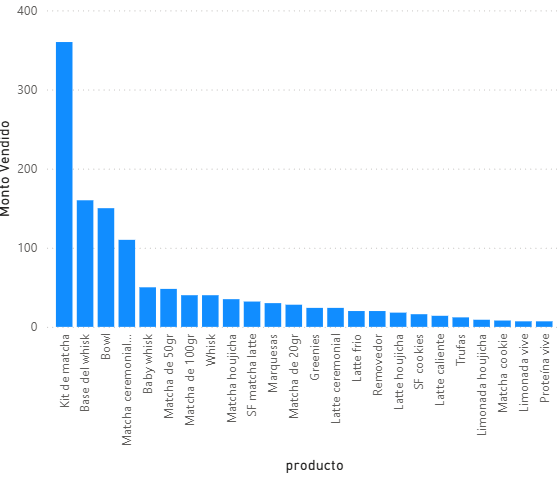 400
300
200
100
0
Monto Vendido
Kit de matcha
Base del whisk
Bowl
Matcha ceremonial...
Baby whisk
Matcha de 50gr
Matcha de 100gr
Whisk
Matcha houjicha
SF matcha latte
Marquesas
Matcha de 20gr
Greenies
Latte ceremonial
Latte frio
Removedor
Latte houjicha
SF cookies
Latte caliente
Trufas
Limonada houjicha
Matcha cookie
Limonada vive
Proteína vive
producto